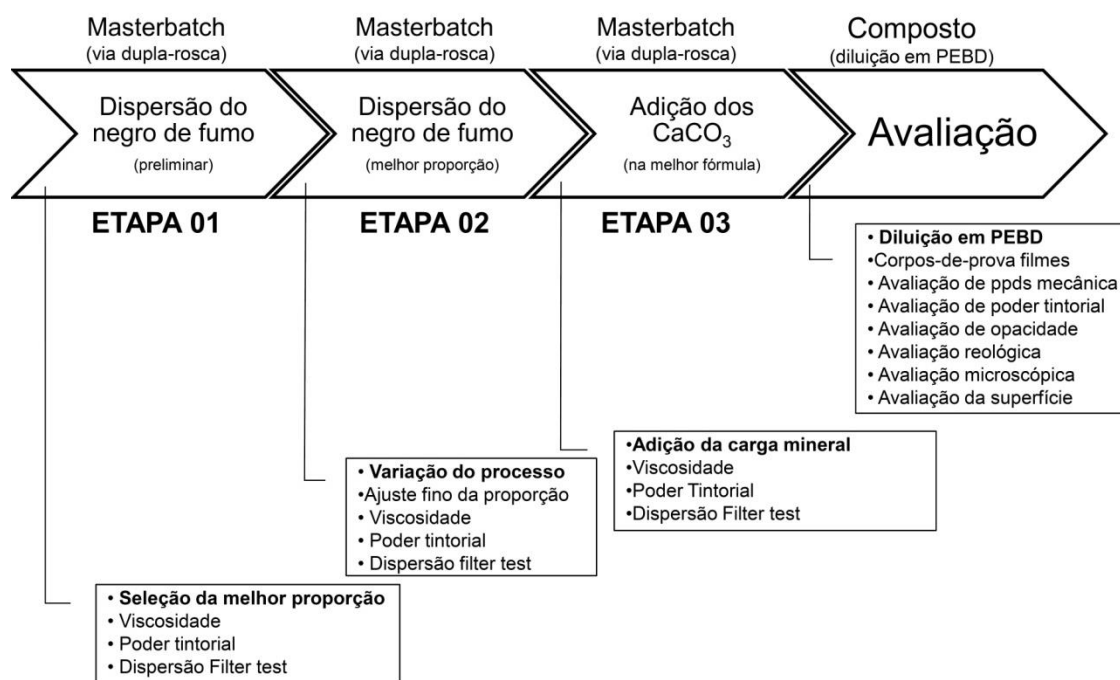 Masterbatch
(via dupla-rosca)
Masterbatch
(via dupla-rosca)
Masterbatch
(via dupla-rosca)
Composto
(diluição em PEBD)
Dispersão do
negro de fumo
(preliminar)
Dispersão do
negro de fumo
(melhor proporção)
Adição dos
CaCO₃
(na melhor fórmula)
Avaliação
ETAPA 01
ETAPA 02
ETAPA 03
• Diluição em PEBD
•Corpos-de-prova filmes
• Avaliação de ppds mecânica
• Avaliação de poder tintorial
• Avaliação de opacidade
• Avaliação reológica
• Avaliação microscópica
• Avaliação da superfície
•Adição da carga mineral
•Viscosidade
•Poder Tintorial
•Dispersão Filter test
• Variação do processo
•Ajuste fino da proporção
• Viscosidade
• Poder tintorial
• Dispersão filter test
• Seleção da melhor proporção
• Viscosidade
• Poder tintorial
• Dispersão Filter test